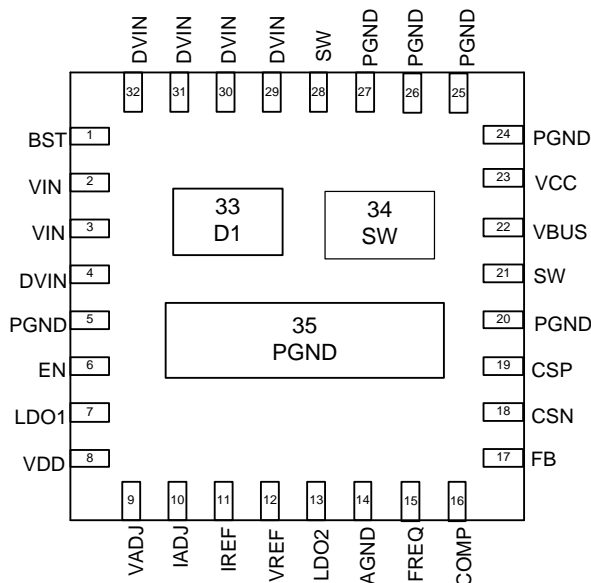 DVIN DVIN DVIN DVIN SW PGND PGND PGND
32 31 30 29 28 27 26 25
BST 1
VIN 2
VIN 3
DVIN 4
PGND 5
EN 6
LDO1 7
VDD 8
33
D1
34
SW
35
PGND
24 PGND
23 VCC
22 VBUS
21 SW
20 PGND
19 CSP
18 CSN
17 FB
9 10 11 12 13 14 15 16
VADJ IADJ IREF VREF LDO2 AGND FREQ COMP